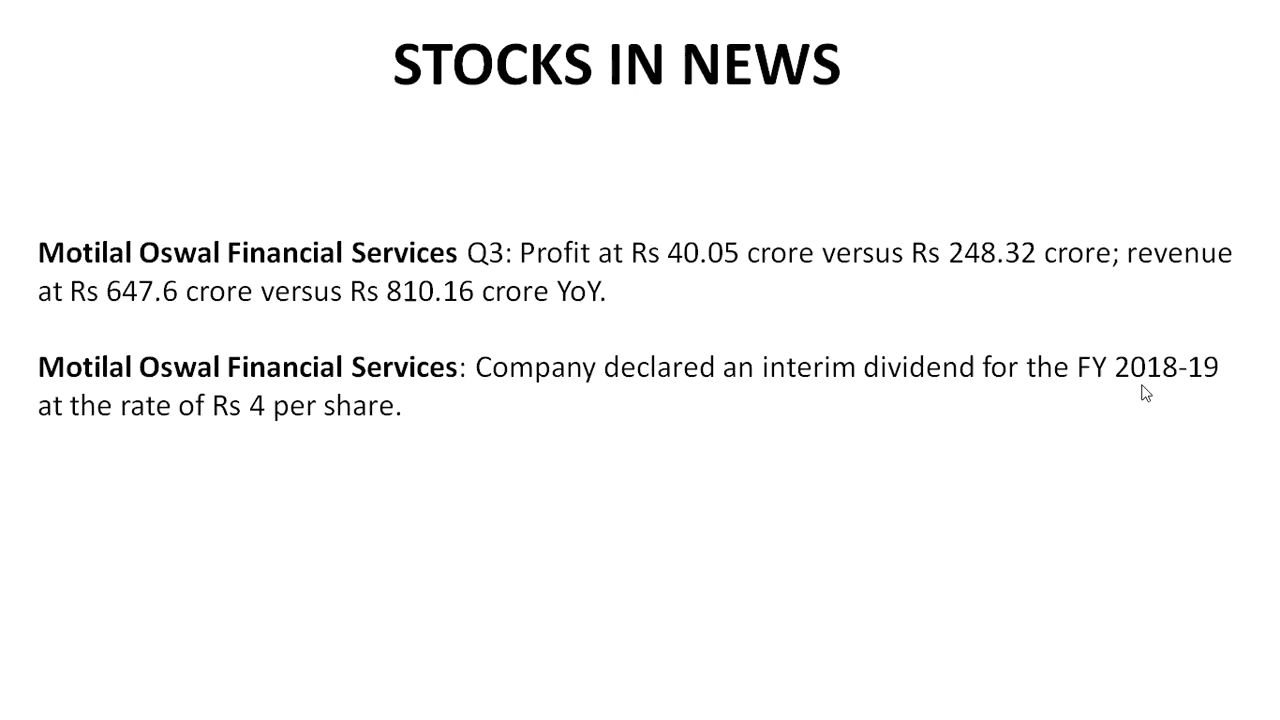 STOCKS IN NEWS
Motilal Oswal Financial Services Q3: Profit at Rs 40.05 crore versus Rs 248.32 crore; revenue
at Rs 647.6 crore versus Rs 810.16 crore YoY.
Motilal Oswal Financial Services: Company declared an interim dividend for the FY 2018-19
at the rate of Rs 4 per share.